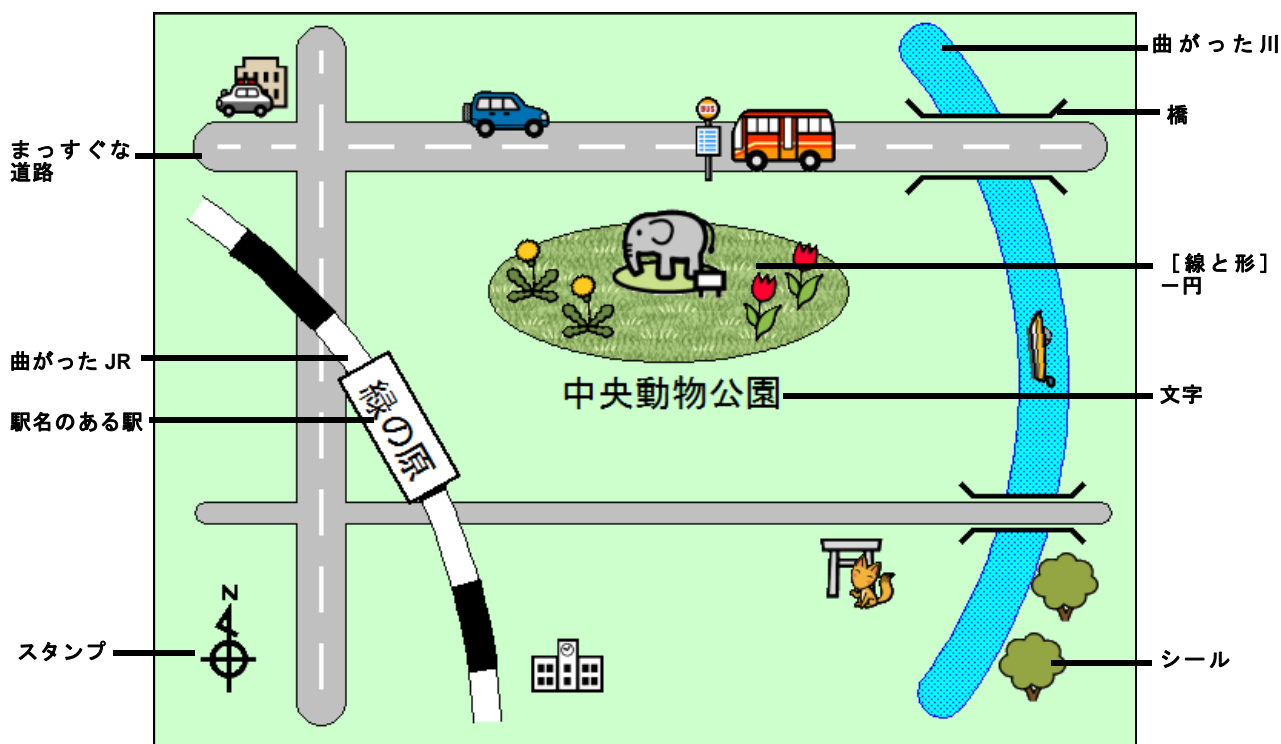 曲がった川
橋
まっすぐな
道路
BUS
[線と形]
ー円
曲がった JR
緑の原
中央動物公園
文字
駅名のある駅
N
スタンプ
シール